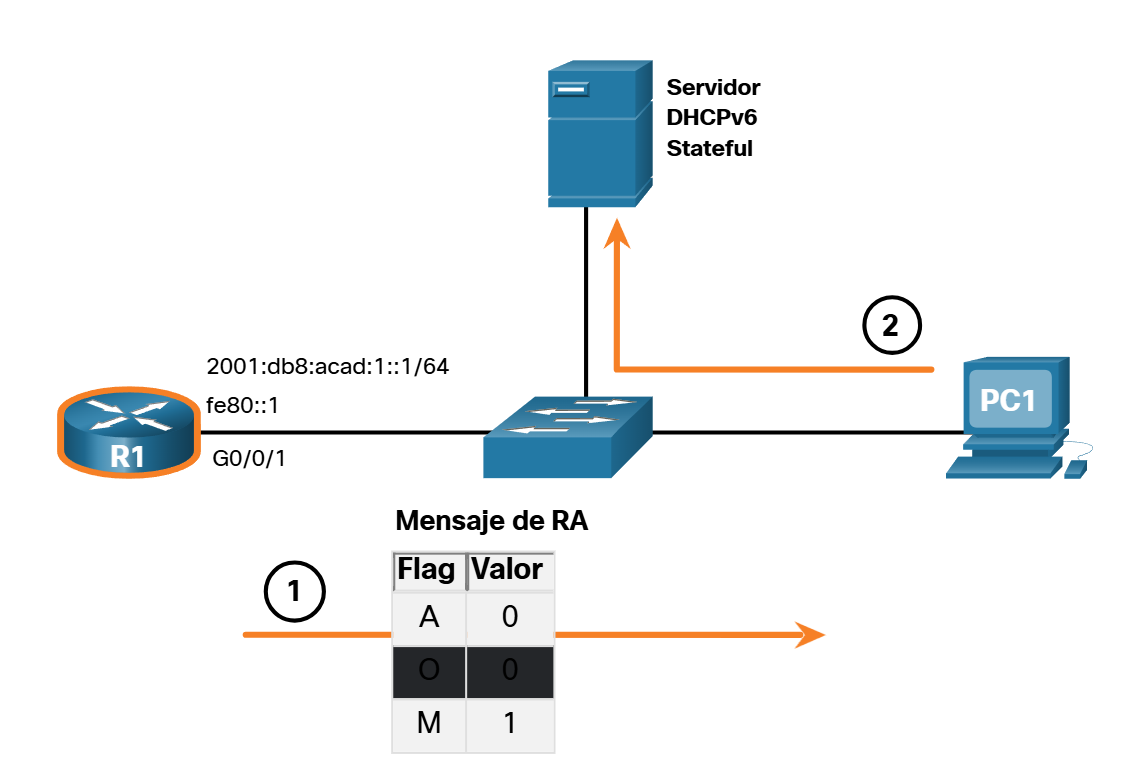 Servidor
DHCPv6
Stateful
2
2001:db8:acad:1::1/64
fe80::1
PC1
R1
G0/0/1
Mensaje de RA
1
Flag Valor
A 0
O 0
M 1